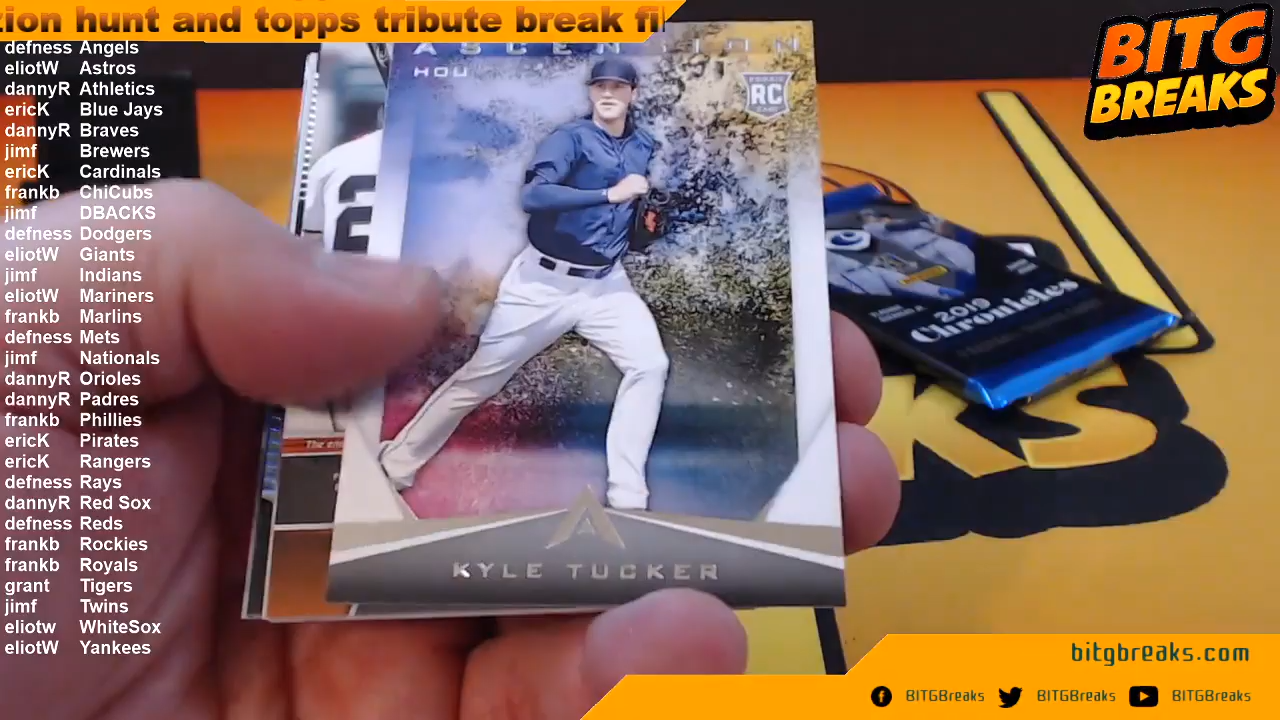 zion hunt and topps tribute break fi
BITG
BREAKS
defness Angels
eliotW Astros
dannyR Athletics
ericK Blue Jays
dannyR Braves
jimf Brewers
ericK Cardinals
frankb ChiCubs
jimf DBACKS
defness Dodgers
eliotW Giants
jimf Indians
eliotW Mariners
frankb Marlins
defness Mets
jimf Nationals
dannyR Orioles
dannyR Padres
frankb Phillies
ericK Pirates
ericK Rangers
defness Rays
dannyR Red Sox
defness Reds
frankb Rockies
frankb Royals
grant Tigers
jimf Twins
eliotw WhiteSox
eliotW Yankees
ASCENSION
HOU
RC
2
KYLE TUCKER
2019
Chronicles
KS
bitgbreaks.com
BITGBreaks BITGBreaks BITGBreaks